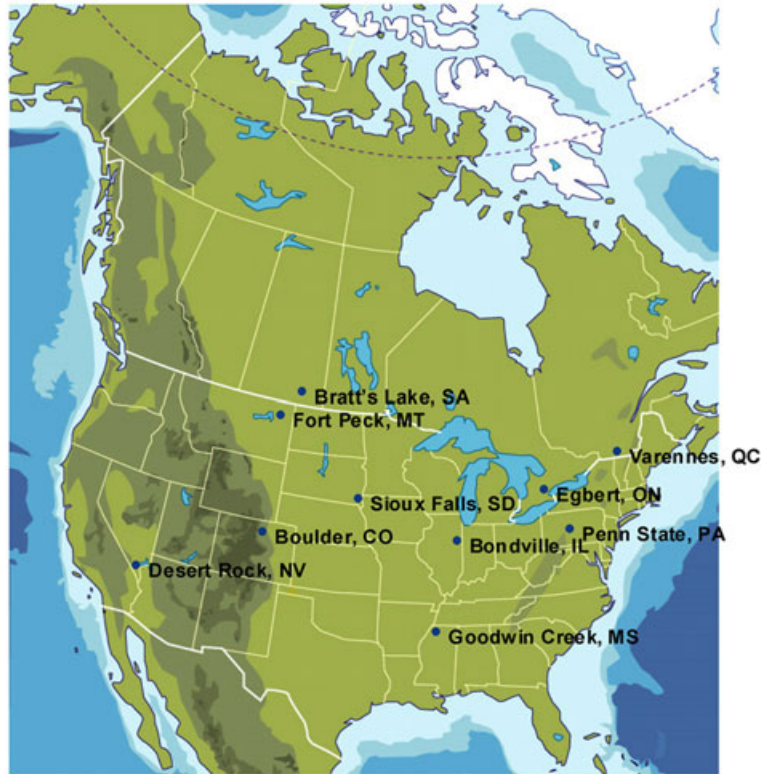 Bratt's Lake, SA
Fort Peck, MT
Varennes, QC
Sioux Falls, SD
Egbert, ON
Boulder, CO
Bondville, IL
Penn State, PA
Desert Rock, NV
Goodwin Creek, MS